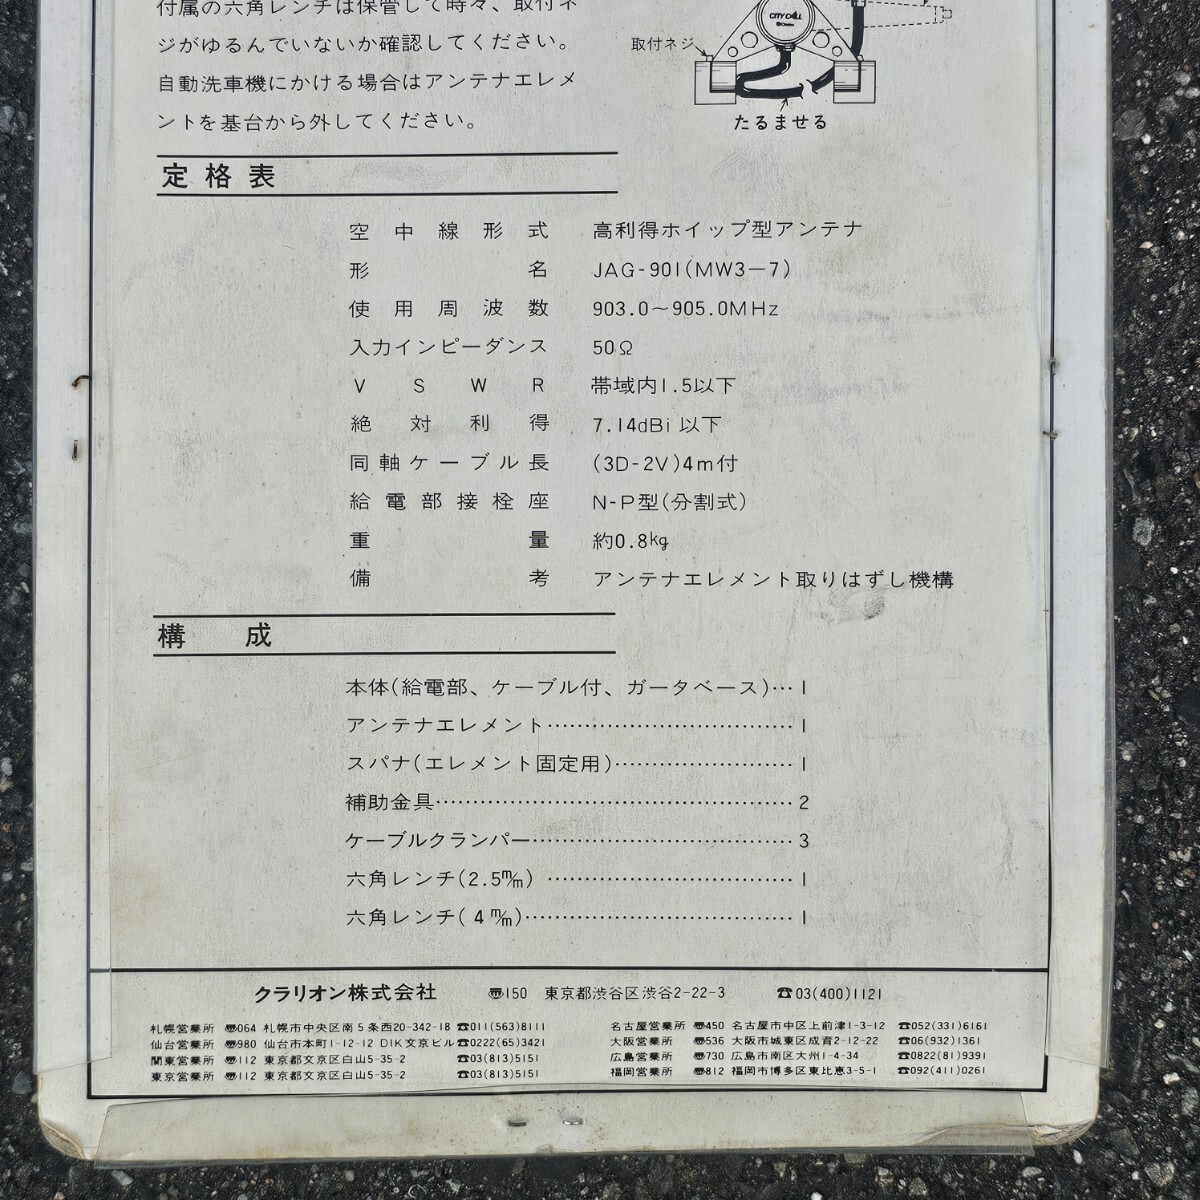 付属の六角レンチは保管して時々、取付ネ
ジがゆるんでいないか確認してください。
自動洗車機にかける場合はアンテナエレメ
ントを基台から外してください。
CITY CALL
取付ネジ
たるませる
定格表
空中線形式 高利得ホイップ型アンテナ
形名 JAG-901(MW3-7)
使用周波数 903.0～905.0MHz
入力インピーダンス 50Ω
VSWR 帯域内1.5以下
絶対利得 7.14dBi 以下
同軸ケーブル長 (3D-2V)4m付
給電部接栓座 N-P型(分割式)
重量 約0.8kg
備考 アンテナエレメント取りはずし機構
構成
本体(給電部、ケーブル付、ガータベース)…1
アンテナエレメント…………………………1
スパナ(エレメント固定用)…………………1
補助金具………………………………………2
ケーブルクランパー…………………………3
六角レンチ(2.5m/m)…………………………1
六角レンチ(4m/m)……………………………1
クラリオン株式会社 〠150 東京都渋谷区渋谷2-22-3 ☎03(400)1121
札幌営業所 〠064 札幌市中央区南5条西20-342-18 ☎011(563)8111
仙台営業所 〠980 仙台市本町1-12-12 DIK文京ビル ☎0222(65)3421
関東営業所 〠112 東京都文京区白山5-35-2 ☎03(813)5151
東京営業所 〠112 東京都文京区白山5-35-2 ☎03(813)5151
名古屋営業所 〠450 名古屋市中区上前津1-3-12 ☎052(331)6161
大阪営業所 〠536 大阪市城東区成育2-12-22 ☎06(932)1361
広島営業所 〠730 広島市南区大州1-4-34 ☎0822(81)9391
福岡営業所 〠812 福岡市博多区東比恵3-5-1 ☎092(411)0261